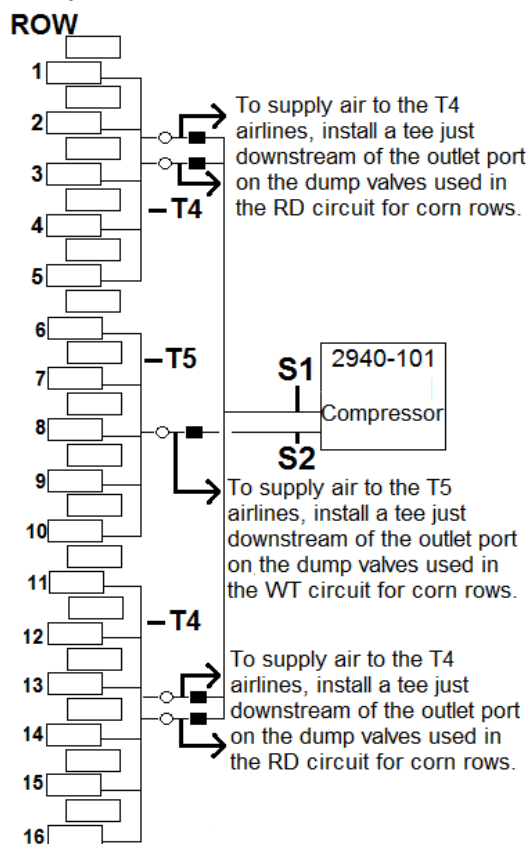 ROW
1
2
3
4
5
6
7
8
9
10
11
12
13
14
15
16
To supply air to the T4
airlines, install a tee just
downstream of the outlet port
on the dump valves used in
the RD circuit for corn rows.
T4
T5
S1
2940-101
Compressor
S2
To supply air to the T5
airlines, install a tee just
downstream of the outlet port
on the dump valves used in
the WT circuit for corn rows.
T4
To supply air to the T4
airlines, install a tee just
downstream of the outlet port
on the dump valves used in
the RD circuit for corn rows.